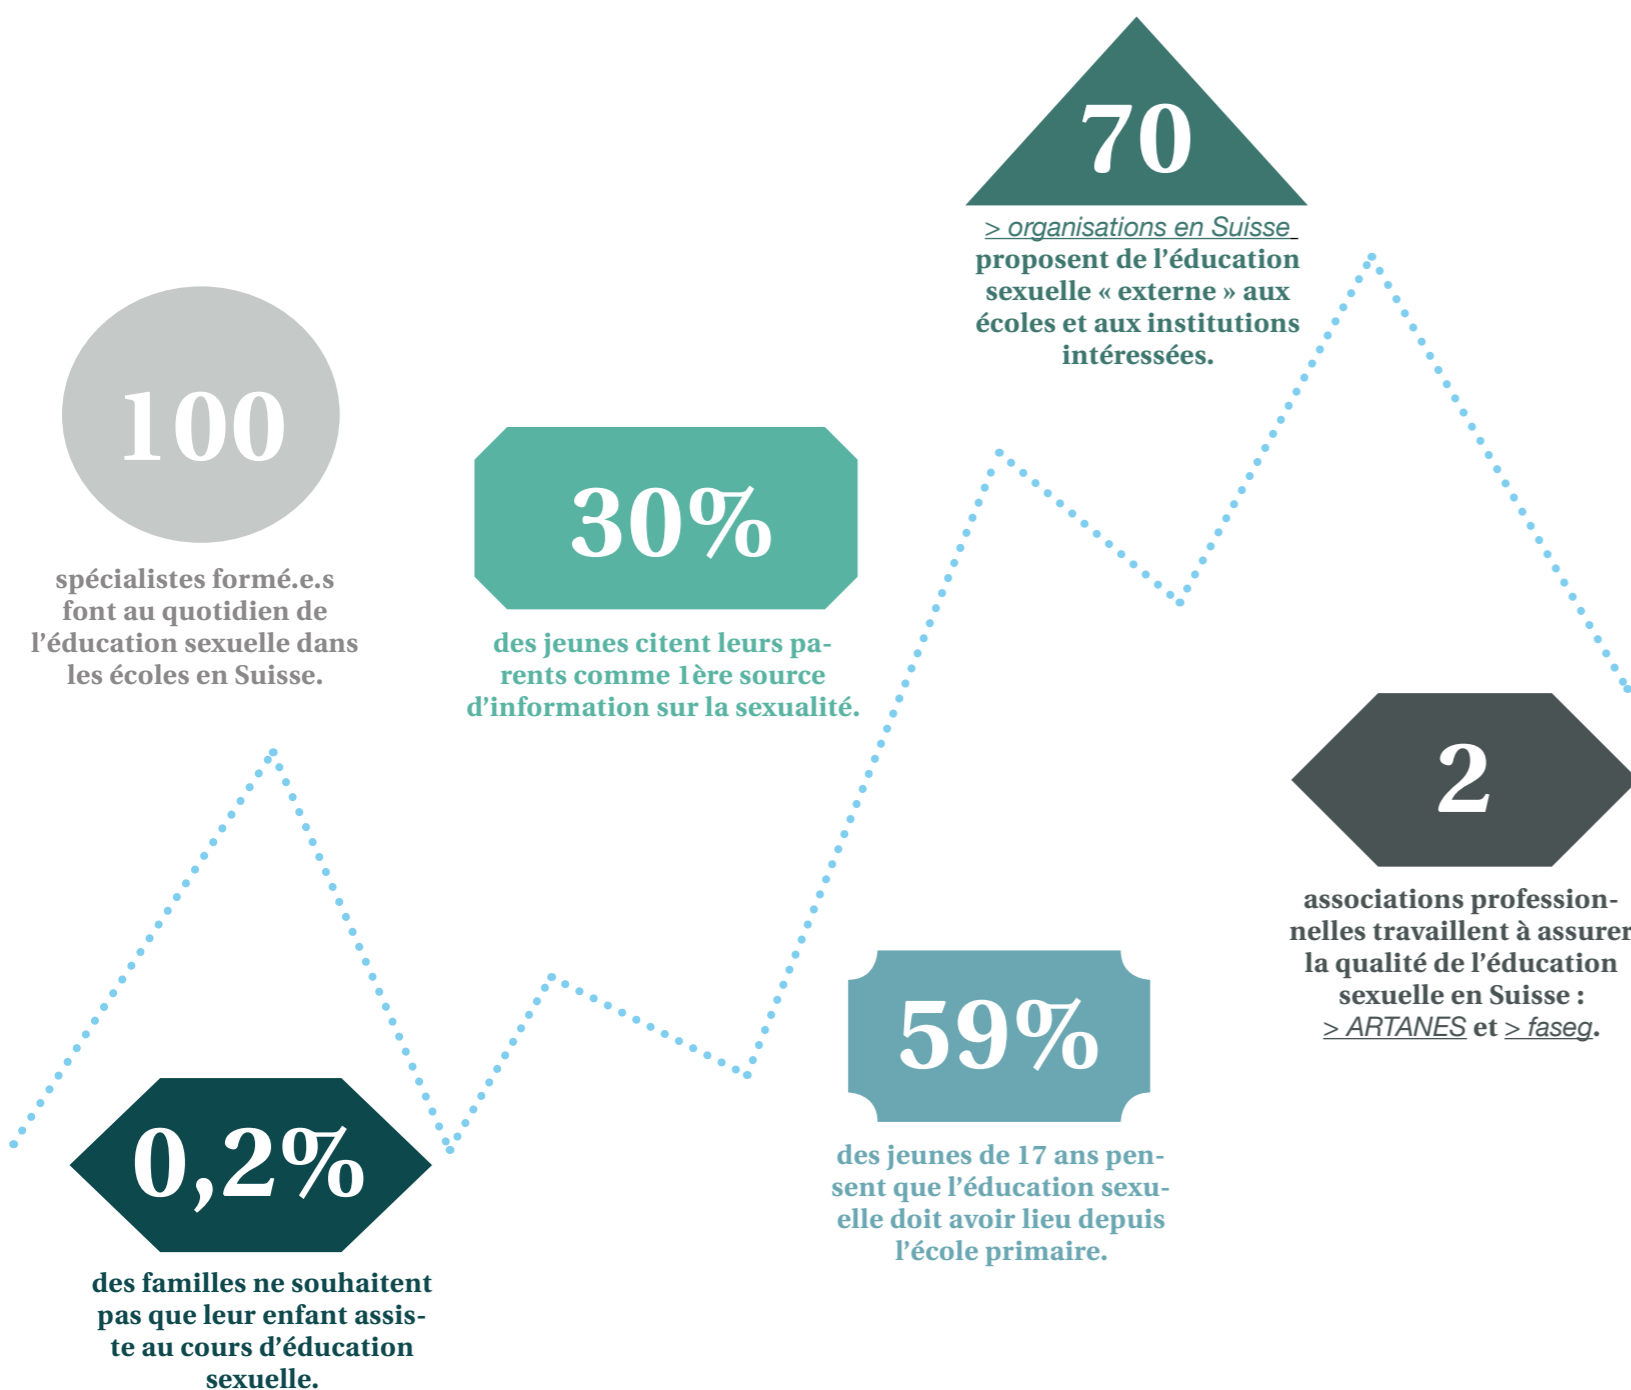 70
> organisations en Suisse
proposent de l'éducation
sexuelle « externe » aux
écoles et aux institutions
intéressées.
100
spécialistes formé.e.s
font au quotidien de
l'éducation sexuelle dans
les écoles en Suisse.
30%
des jeunes citent leurs pa-
rents comme 1ère source
d'information sur la sexualité.
2
associations profession-
nelles travaillent à assurer
la qualité de l'éducation
sexuelle en Suisse :
> ARTANES et > faseg.
59%
des jeunes de 17 ans pen-
sent que l'éducation sexu-
elle doit avoir lieu depuis
l'école primaire.
0,2%
des familles ne souhaitent
pas que leur enfant assis-
te au cours d'éducation
sexuelle.